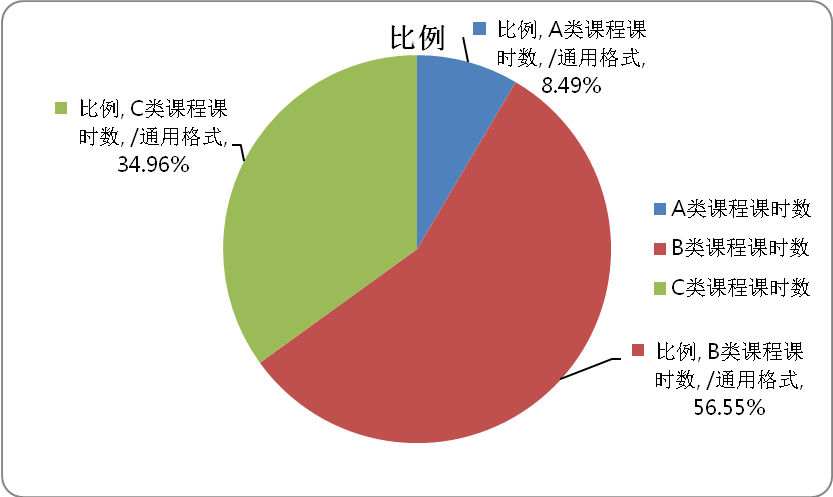 比例
比例, A类课程课
时数, /通用格式,
8.49%
比例, C类课程课
时数, /通用格式,
34.96%
A类课程课时数
B类课程课时数
C类课程课时数
比例, B类课程课
时数, /通用格式,
56.55%